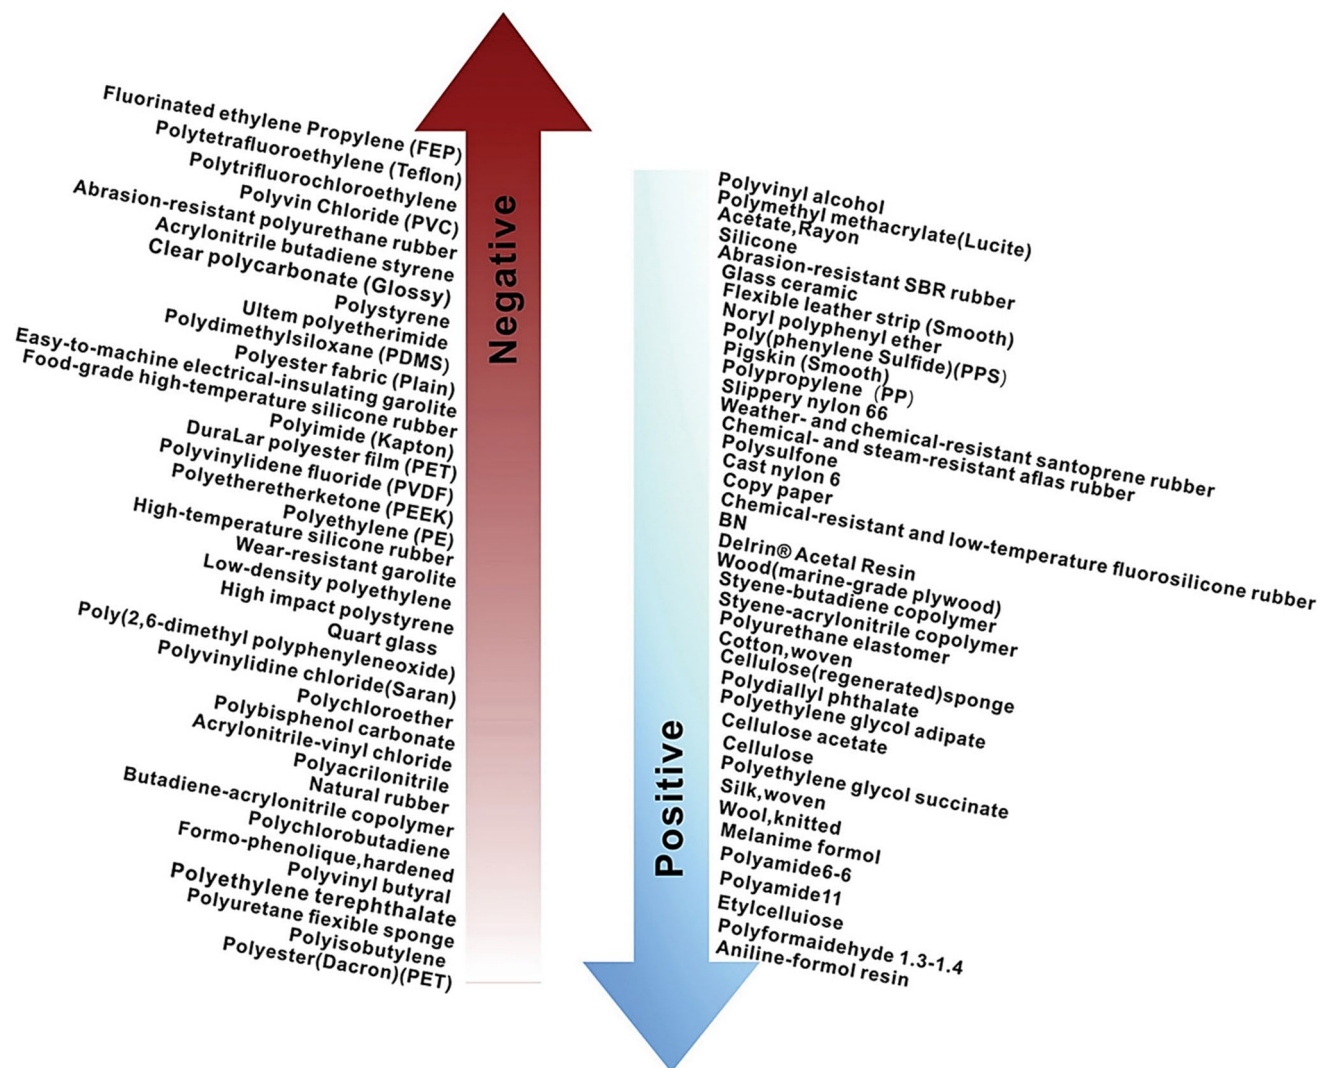 Fluorinated ethylene Propylene (FEP)
Polytetrafluoroethylene (Teflon)
Polytrifluorochloroethylene
Polyvin Chloride (PVC)
Abrasion-resistant polyurethane rubber
Acrylonitrile butadiene styrene
Clear polycarbonate (Glossy)
Polystyrene
Ultem polyetherimide
Polydimethylsiloxane (PDMS)
Polyester fabric (Plain)
Easy-to-machine electrical-insulating garolite
Food-grade high-temperature silicone rubber
Polyimide (Kapton)
DuraLar polyester film (PET)
Polyvinylidene fluoride (PVDF)
Polyetheretherketone (PEEK)
Polyethylene (PE)
High-temperature silicone rubber
Wear-resistant garolite
Low-density polyethylene
High impact polystyrene
Quart glass
Poly(2,6-dimethyl polyphenyleneoxide)
Polyvinylidine chloride(Saran)
Polychloroether
Polybisphenol carbonate
Acrylonitrile-vinyl chloride
Polyacrilonitrile
Natural rubber
Butadiene-acrylonitrile copolymer
Polychlorobutadiene
Formo-phenolique,hardened
Polyvinyl butyral
Polyethylene terephthalate
Polyuretane fiexible sponge
Polyisobutylene
Polyester(Dacron)(PET)
Negative
Positive
Polyvinyl alcohol
Polymethyl methacrylate(Lucite)
Acetate,Rayon
Silicone
Abrasion-resistant SBR rubber
Glass ceramic
Flexible leather strip (Smooth)
Noryl polyphenyl ether
Poly(phenylene Sulfide)(PPS)
Pigskin (Smooth)
Polypropylene (PP)
Slippery nylon 66
Weather- and chemical-resistant santoprene rubber
Chemical- and steam-resistant aflas rubber
Polysulfone
Cast nylon 6
Copy paper
Chemical-resistant and low-temperature fluorosilicone rubber
BN
Delrin® Acetal Resin
Wood(marine-grade plywood)
Styene-butadiene copolymer
Styene-acrylonitrile copolymer
Polyurethane elastomer
Cotton,woven
Cellulose(regenerated)sponge
Polydiallyl phthalate
Polyethylene glycol adipate
Cellulose acetate
Cellulose
Polyethylene glycol succinate
Silk,woven
Wool,knitted
Melanime formol
Polyamide6-6
Polyamide11
Etylcelluiose
Polyformaidehyde 1.3-1.4
Aniline-formol resin